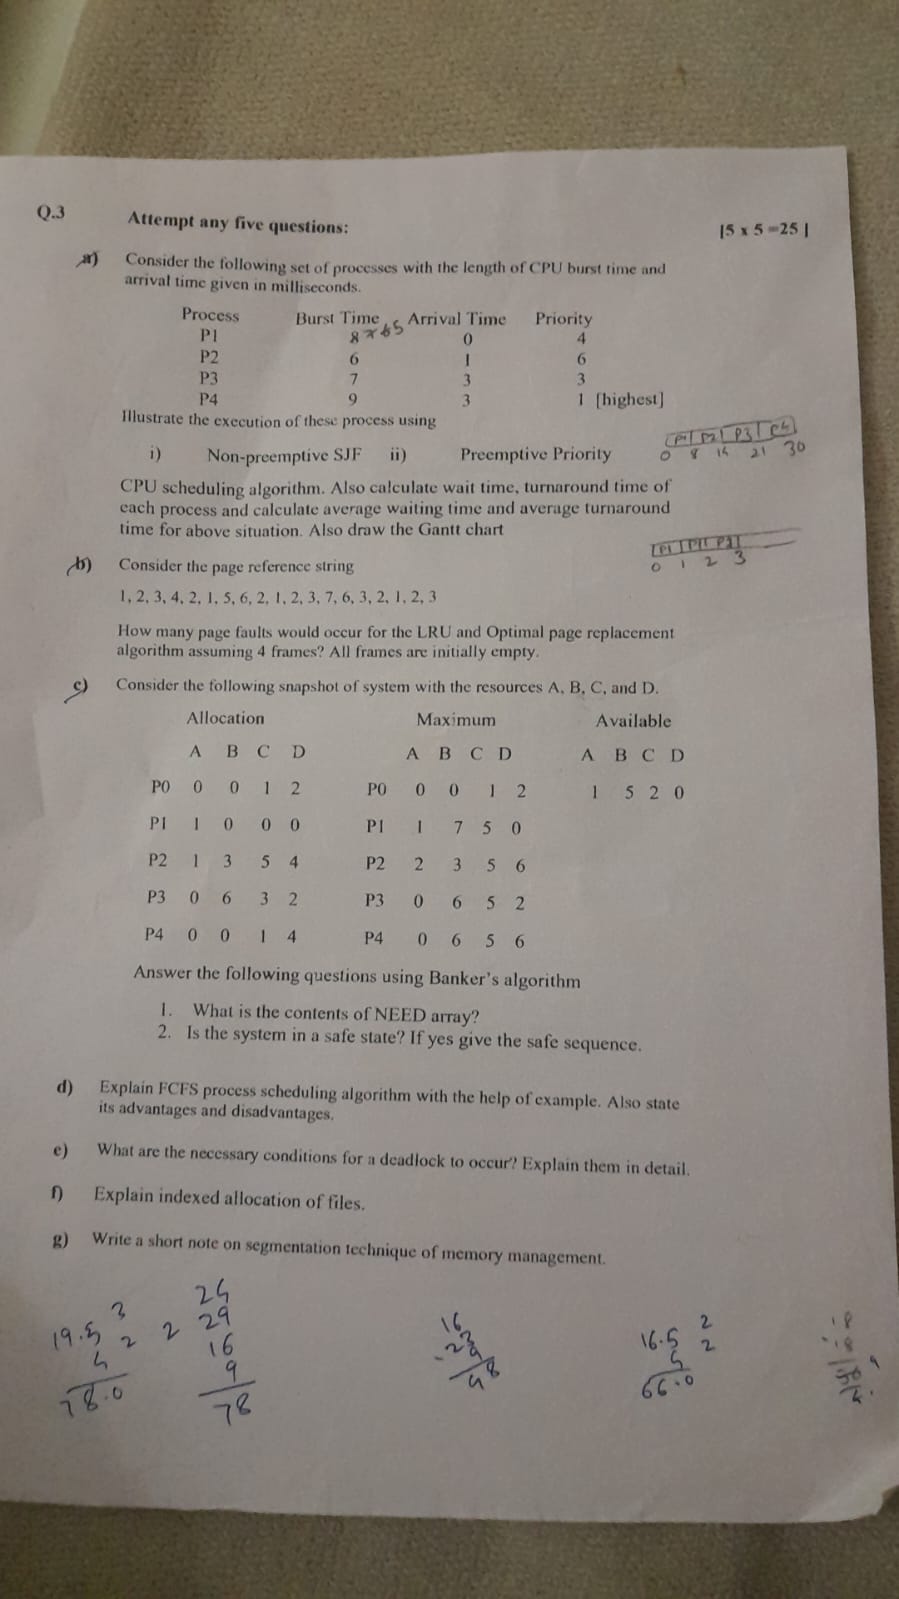 Q.3 Attempt any five questions: [5 x 5 =25 ]
a) Consider the following set of processes with the length of CPU burst time and
arrival time given in milliseconds.
Process Burst Time Arrival Time Priority
P1 8 0 4
P2 6 1 6
P3 7 3 3
P4 9 3 1 [highest]
Illustrate the execution of these process using
P1 P2 P3 P4
i) Non-preemptive SJF ii) Preemptive Priority
0 8 14 21 30
CPU scheduling algorithm. Also calculate wait time, turnaround time of
each process and calculate average waiting time and average turnaround
time for above situation. Also draw the Gantt chart
P1
b) Consider the page reference string
0 1 2 3
1, 2, 3, 4, 2, 1, 5, 6, 2, 1, 2, 3, 7, 6, 3, 2, 1, 2, 3
How many page faults would occur for the LRU and Optimal page replacement
algorithm assuming 4 frames? All frames are initially empty.
c) Consider the following snapshot of system with the resources A, B, C, and D.
Allocation Maximum Available
A B C D A B C D A B C D
P0 0 0 1 2 P0 0 0 1 2 1 5 2 0
P1 1 0 0 0 P1 1 7 5 0
P2 1 3 5 4 P2 2 3 5 6
P3 0 6 3 2 P3 0 6 5 2
P4 0 0 1 4 P4 0 6 5 6
Answer the following questions using Banker's algorithm
1. What is the contents of NEED array?
2. Is the system in a safe state? If yes give the safe sequence.
d) Explain FCFS process scheduling algorithm with the help of example. Also state
its advantages and disadvantages.
e) What are the necessary conditions for a deadlock to occur? Explain them in detail.
f) Explain indexed allocation of files.
g) Write a short note on segmentation technique of memory management.
24
3 29 16 2
19.5 2 2 16 16.5 2
4 9 4
78.0 78 48 66.0